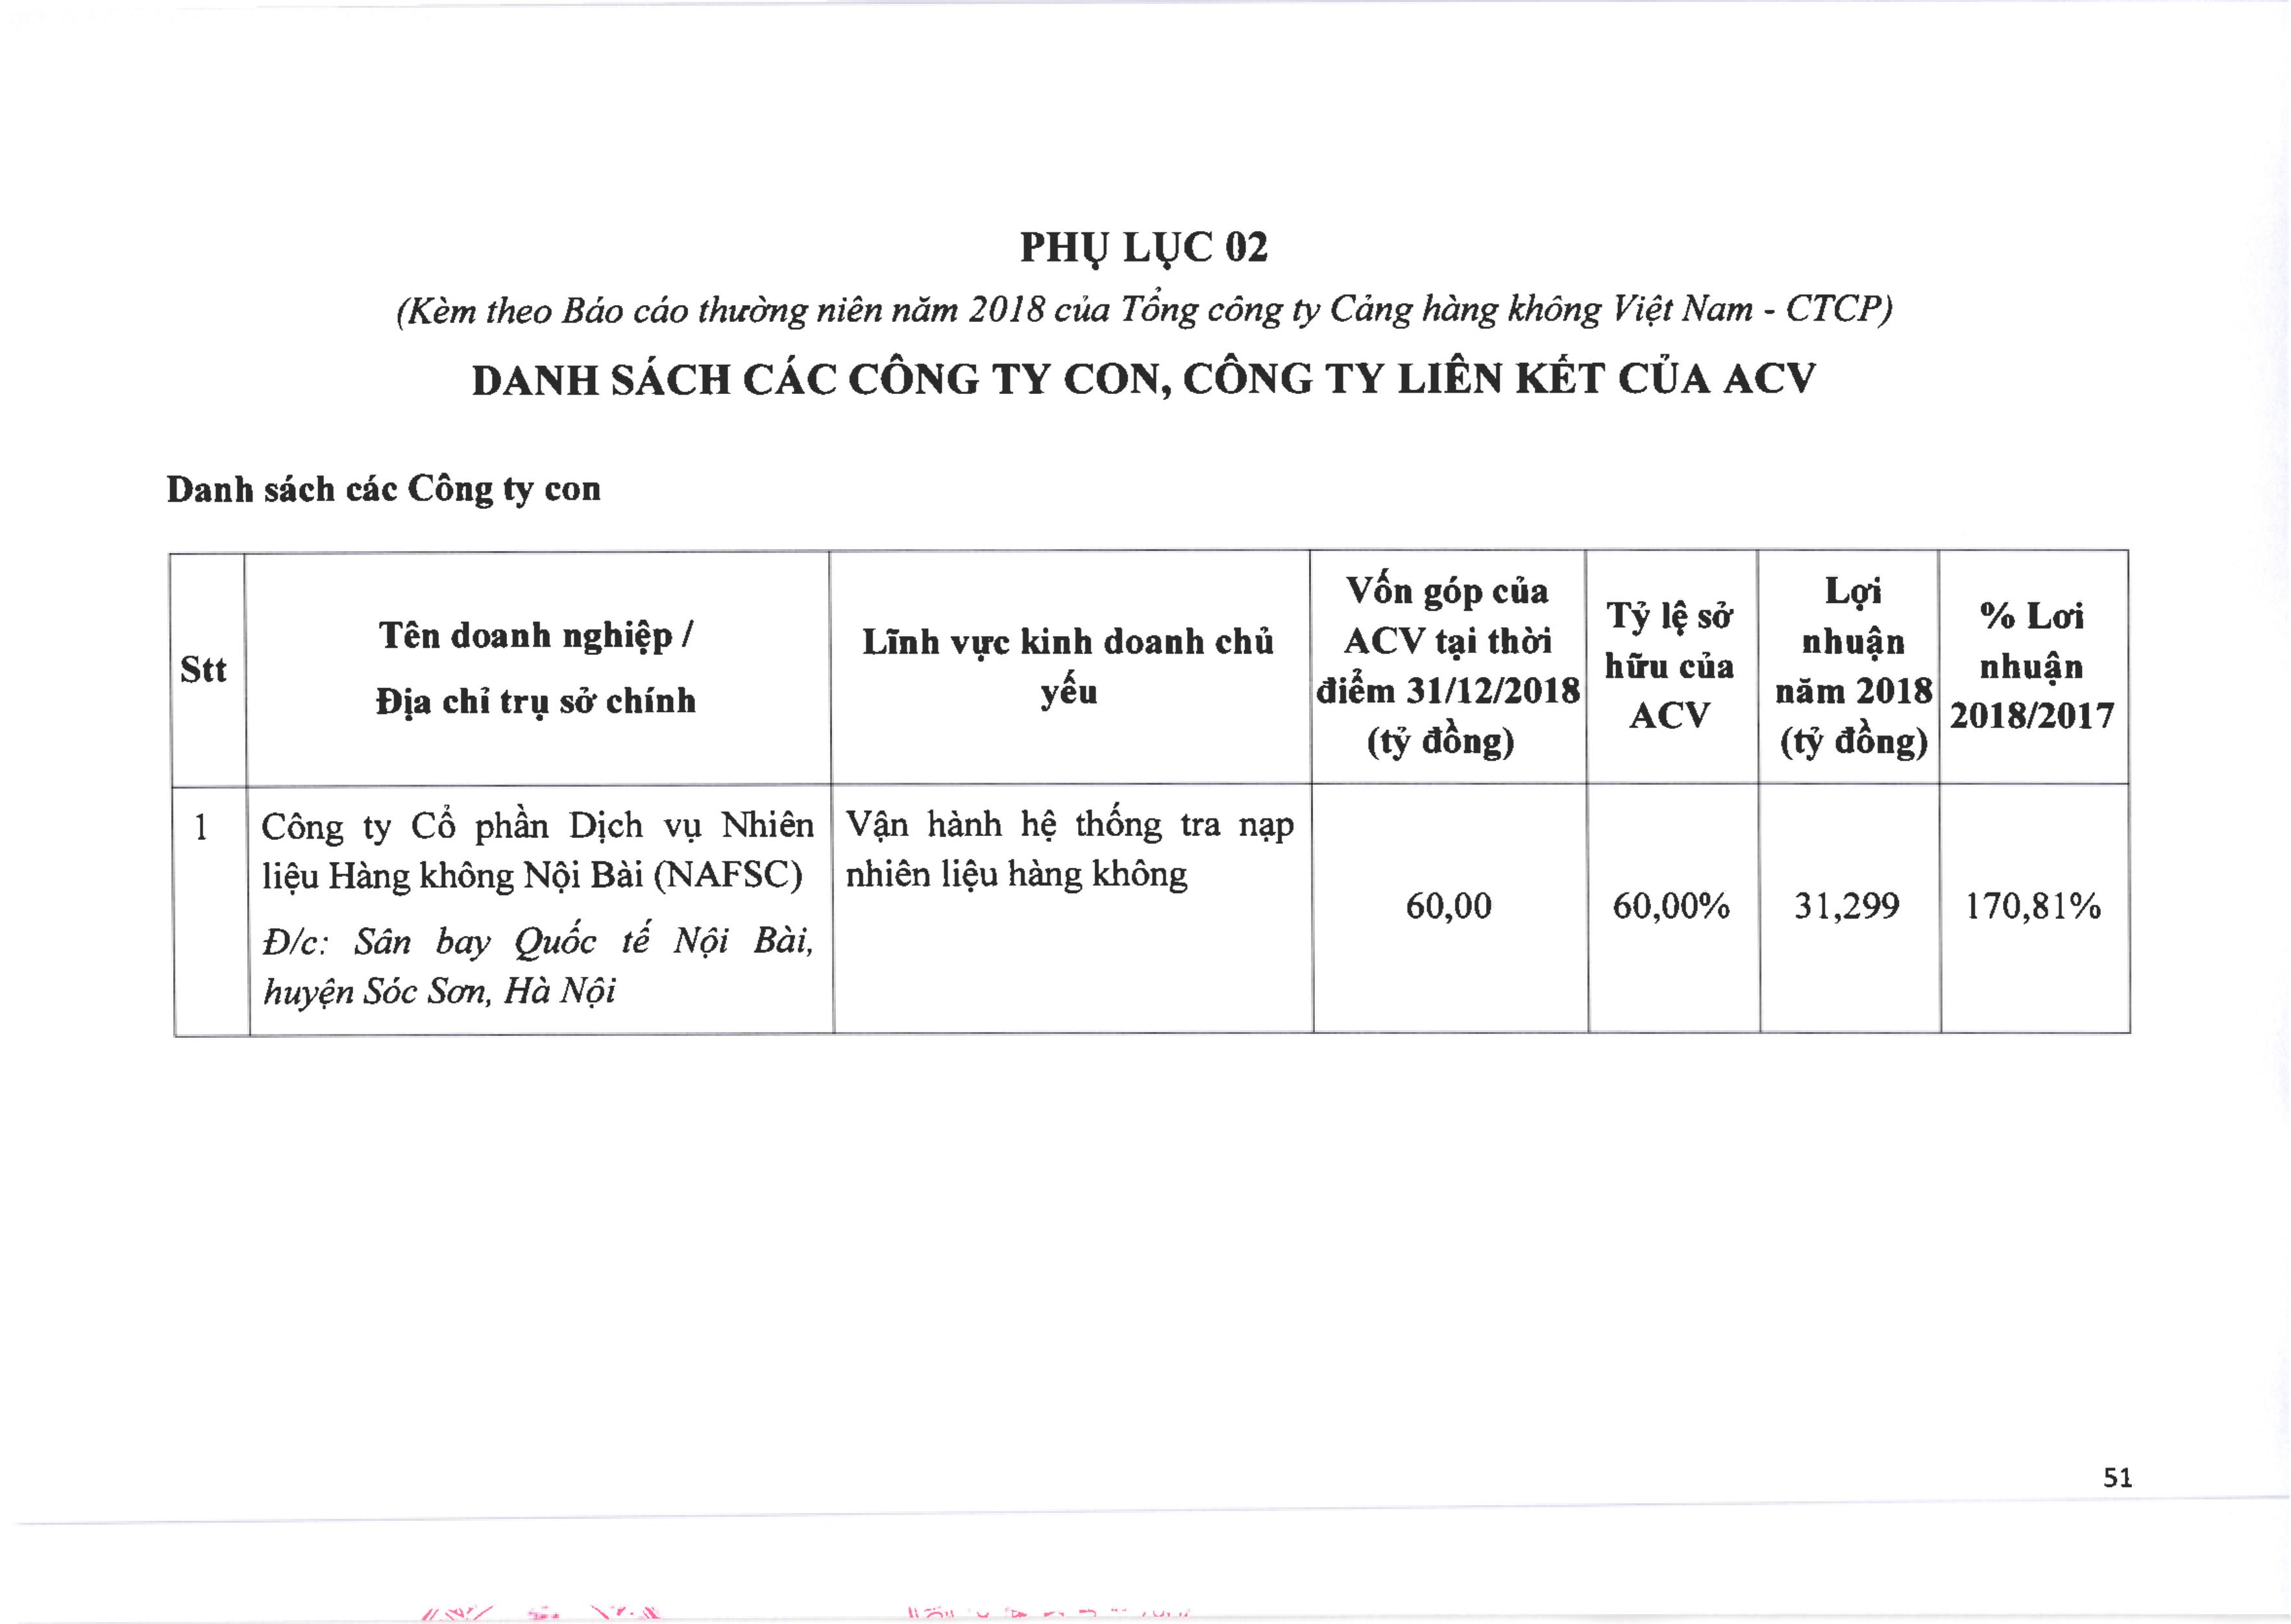 PHỤ LỤC 02
(Kèm theo Báo cáo thường niên năm 2018 của Tổng công ty Cảng hàng không Việt Nam - CTCP)
DANH SÁCH CÁC CÔNG TY CON, CÔNG TY LIÊN KẾT CỦA ACV
Danh sách các Công ty con
Stt
Tên doanh nghiệp /
Địa chỉ trụ sở chính
Lĩnh vực kinh doanh chủ
yếu
Vốn góp của
ACV tại thời
điểm 31/12/2018
(tỷ đồng)
Tỷ lệ sở
hữu của
ACV
Lợi
nhuận
năm 2018
(tỷ đồng)
% Lơi
nhuận
2018/2017
1
Công ty Cổ phần Dịch vụ Nhiên
liệu Hàng không Nội Bài (NAFSC)
Đ/c: Sân bay Quốc tế Nội Bài,
huyện Sóc Sơn, Hà Nội
Vận hành hệ thống tra nạp
nhiên liệu hàng không
60,00
60,00%
31,299
170,81%
51